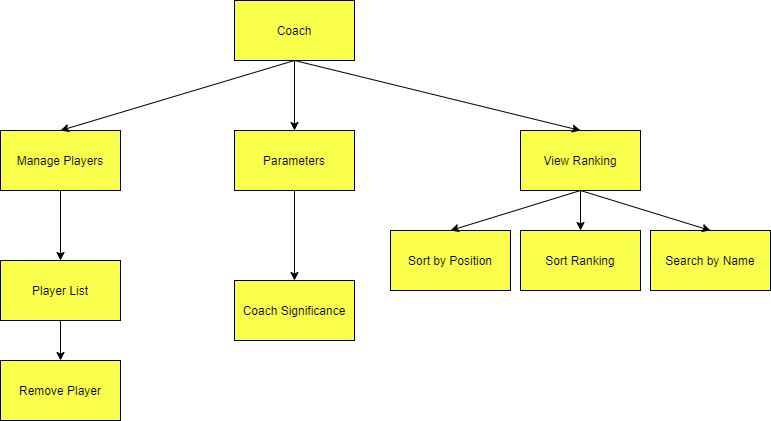 Coach
Manage Players
Parameters
View Ranking
Sort by Position
Sort Ranking
Search by Name
Player List
Coach Significance
Remove Player